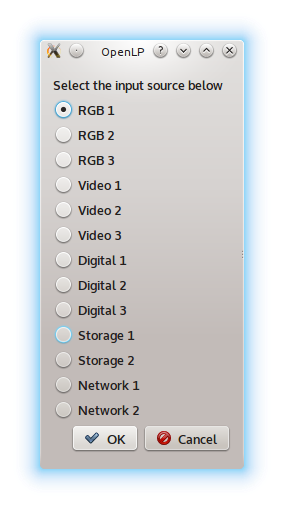 OpenLP
Select the input source below
RGB 1
RGB 2
RGB 3
Video 1
Video 2
Video 3
Digital 1
Digital 2
Digital 3
Storage 1
Storage 2
Network 1
Network 2
OK Cancel